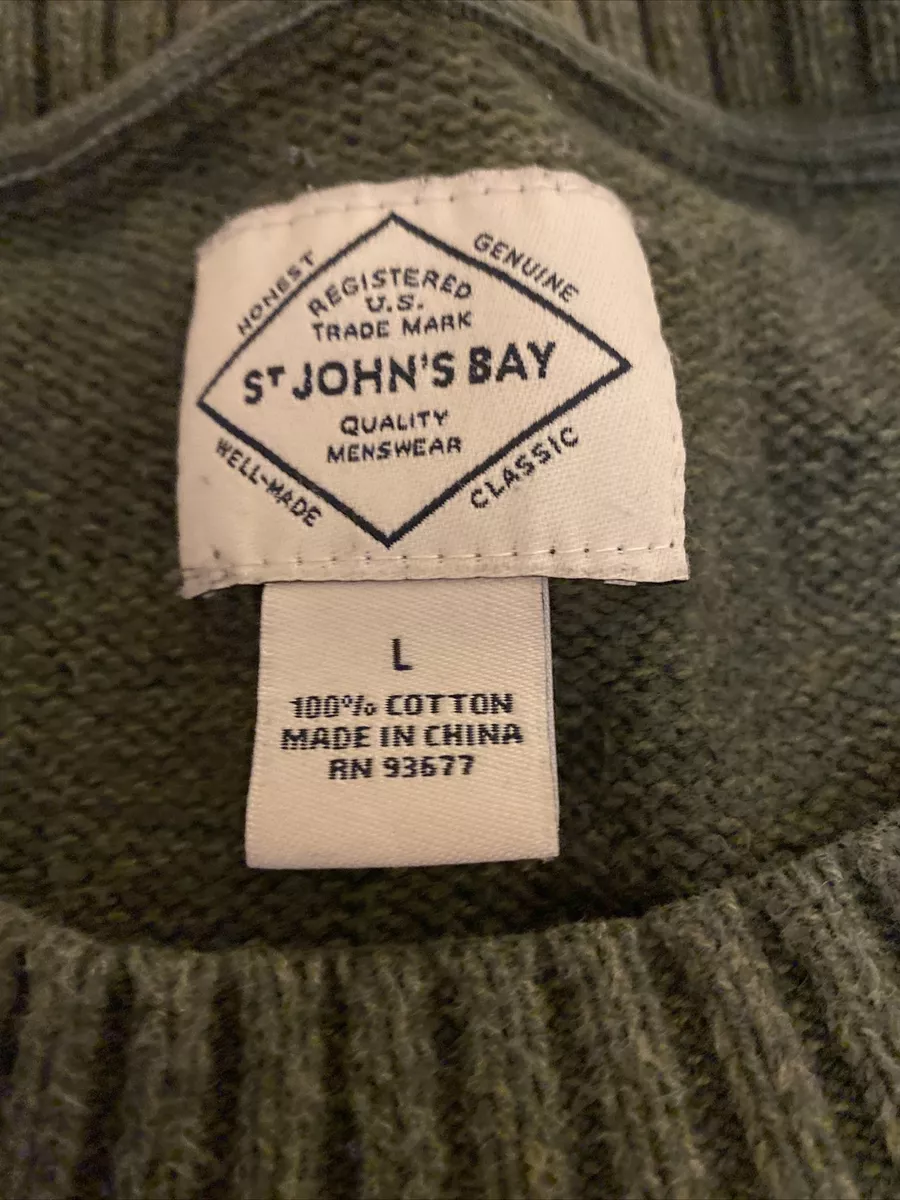 HONEST
GENUINE
REGISTERED
U.S.
TRADE MARK
ST JOHN'S BAY
QUALITY
MENSWEAR
WELL-MADE
CLASSIC
L
100% COTTON
MADE IN CHINA
RN 93677